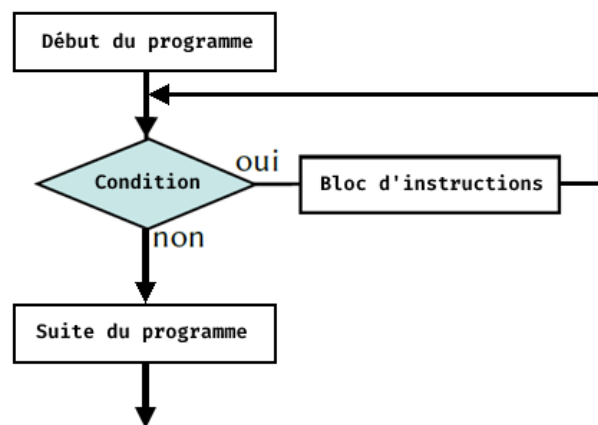 Début du programme
oui
Condition
Bloc d'instructions
non
Suite du programme